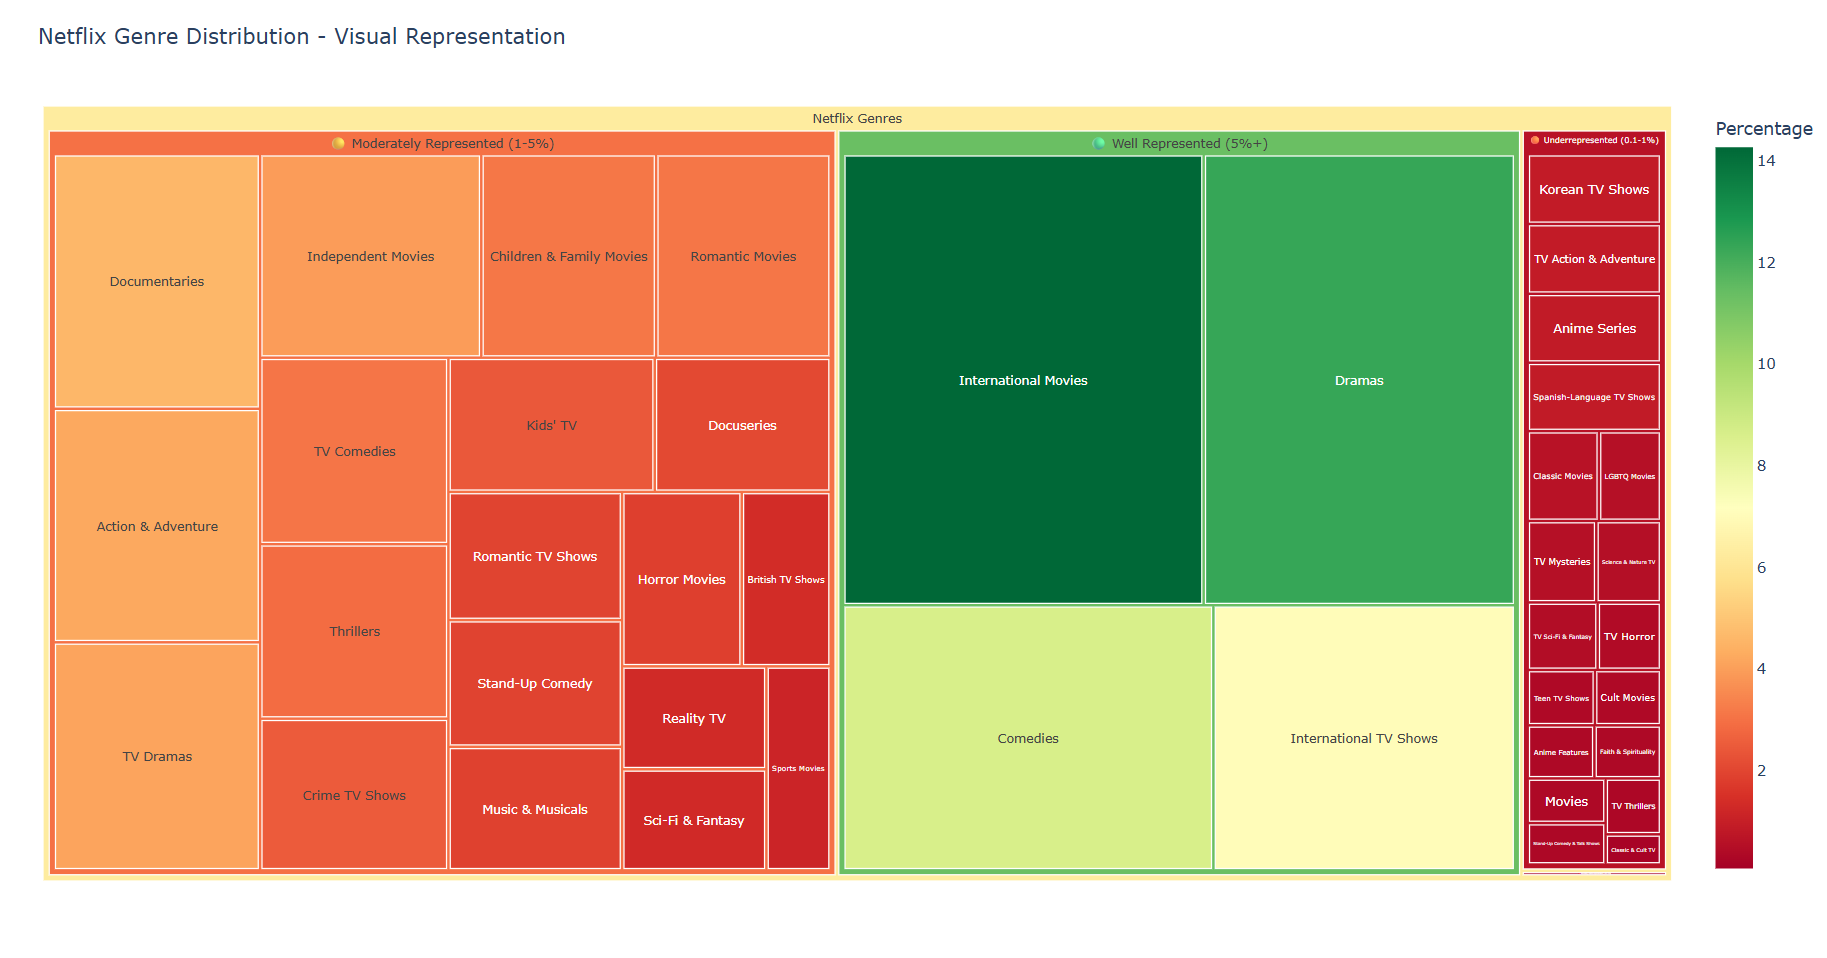 Netflix Genre Distribution - Visual Representation
Netflix Genres
Moderately Represented (1-5%)
Documentaries
Action & Adventure
TV Dramas
Independent Movies
Children & Family Movies
Romantic Movies
TV Comedies
Thrillers
Crime TV Shows
Kids' TV
Docuseries
Romantic TV Shows
Stand-Up Comedy
Music & Musicals
Horror Movies
British TV Shows
Reality TV
Sci-Fi & Fantasy
Sports Movies
Well Represented (5%+)
International Movies
Dramas
Comedies
International TV Shows
Underrepresented (0.1-1%)
Korean TV Shows
TV Action & Adventure
Anime Series
Spanish-Language TV Shows
Classic Movies
LGBTQ Movies
TV Mysteries
Science & Nature TV
TV Sci-Fi & Fantasy
TV Horror
Teen TV Shows
Cult Movies
Anime Features
Faith & Spirituality
Movies
TV Thrillers
Stand-Up Comedy & Talk Shows
Classic & Cult TV
Percentage
14
12
10
8
6
4
2